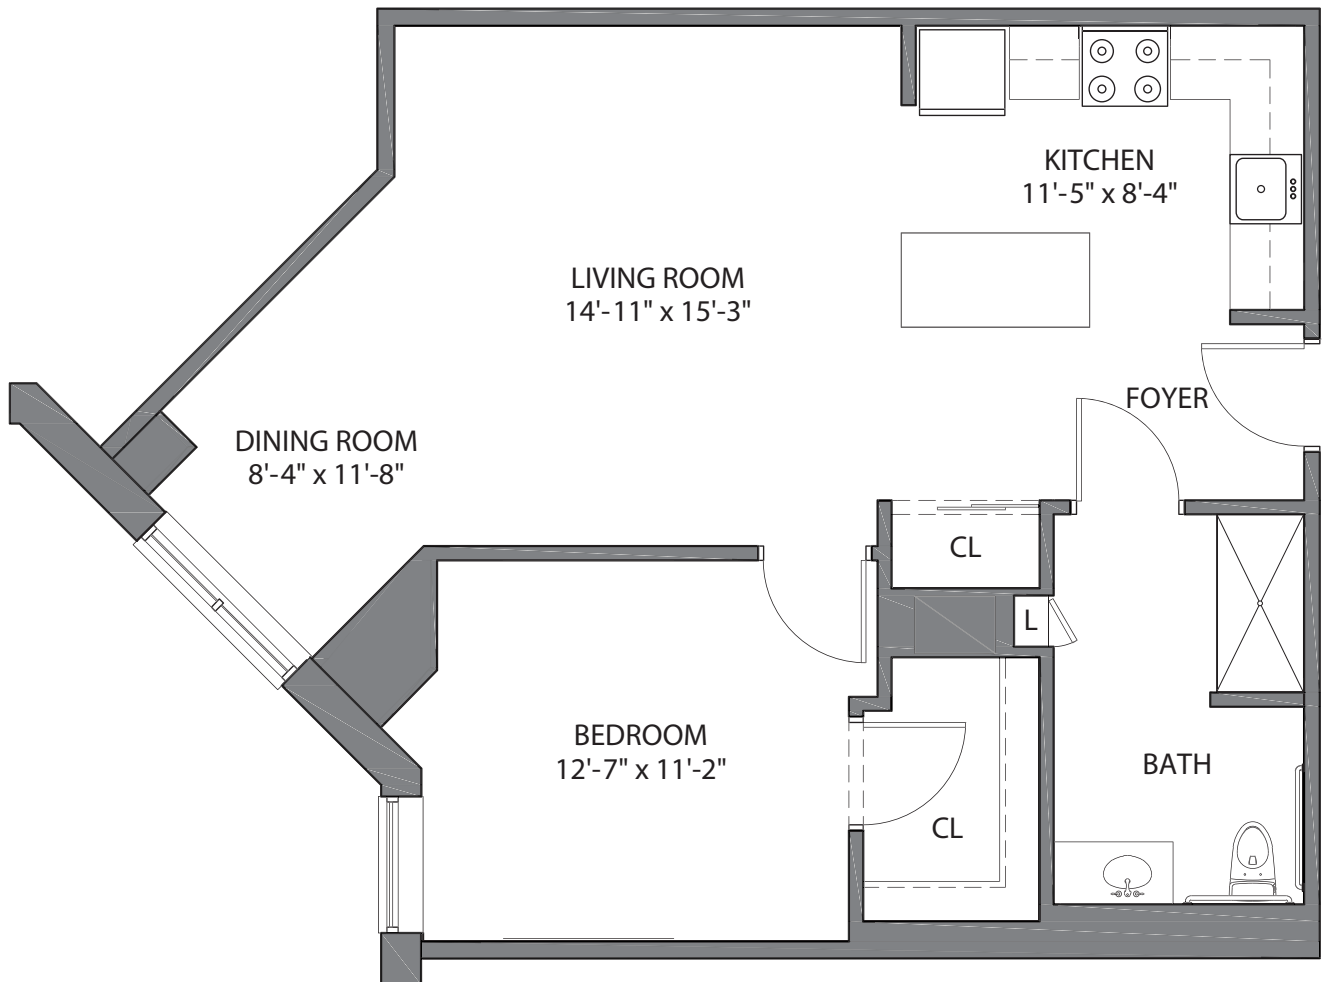 KITCHEN
11'-5" x 8'-4"
LIVING ROOM
14'-11" x 15'-3"
FOYER
DINING ROOM
8'-4" x 11'-8"
CL
L
BEDROOM
12'-7" x 11'-2"
BATH
CL